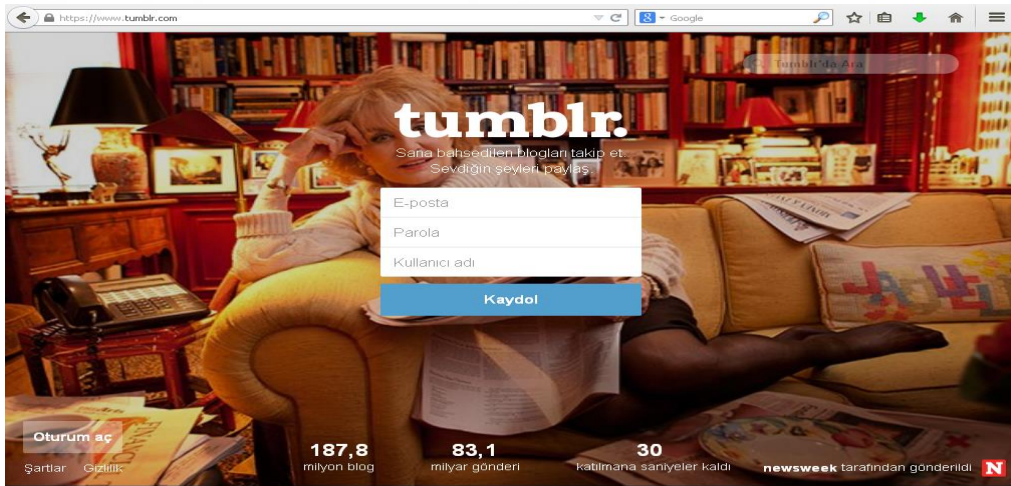 https://www.tumblr.com
Google
Tumblr'da Ara
tumblr.
Sana bahsedilen blogları takip et.
Sevdiğin şeyleri paylaş.
E-posta
Parola
Kullanıcı adı
Kaydol
Oturum aç
Şartlar Gizlilik
187,8
milyon blog
83,1
milyar gönderi
30
katılmana saniyeler kaldı
newsweek tarafından gönderildi N